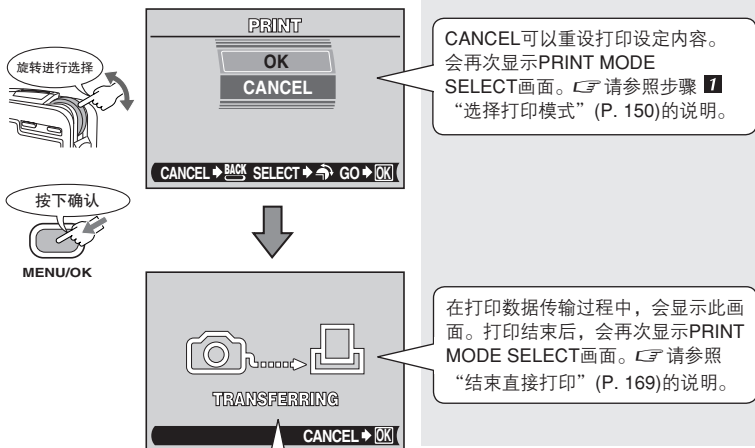 PRINT
OK
CANCEL
CANCEL➧BACK SELECT➧ GO➧OK
旋转进行选择
CANCEL可以重设打印设定内容。
会再次显示PRINT MODE
SELECT画面。☞ 请参照步骤 1
“选择打印模式”(P. 150)的说明。
按下确认
MENU/OK
TRANSFERRING
CANCEL➧OK
在打印数据传输过程中，会显示此画
面。打印结束后，会再次显示PRINT
MODE SELECT画面。☞ 请参照
“结束直接打印”(P. 169)的说明。